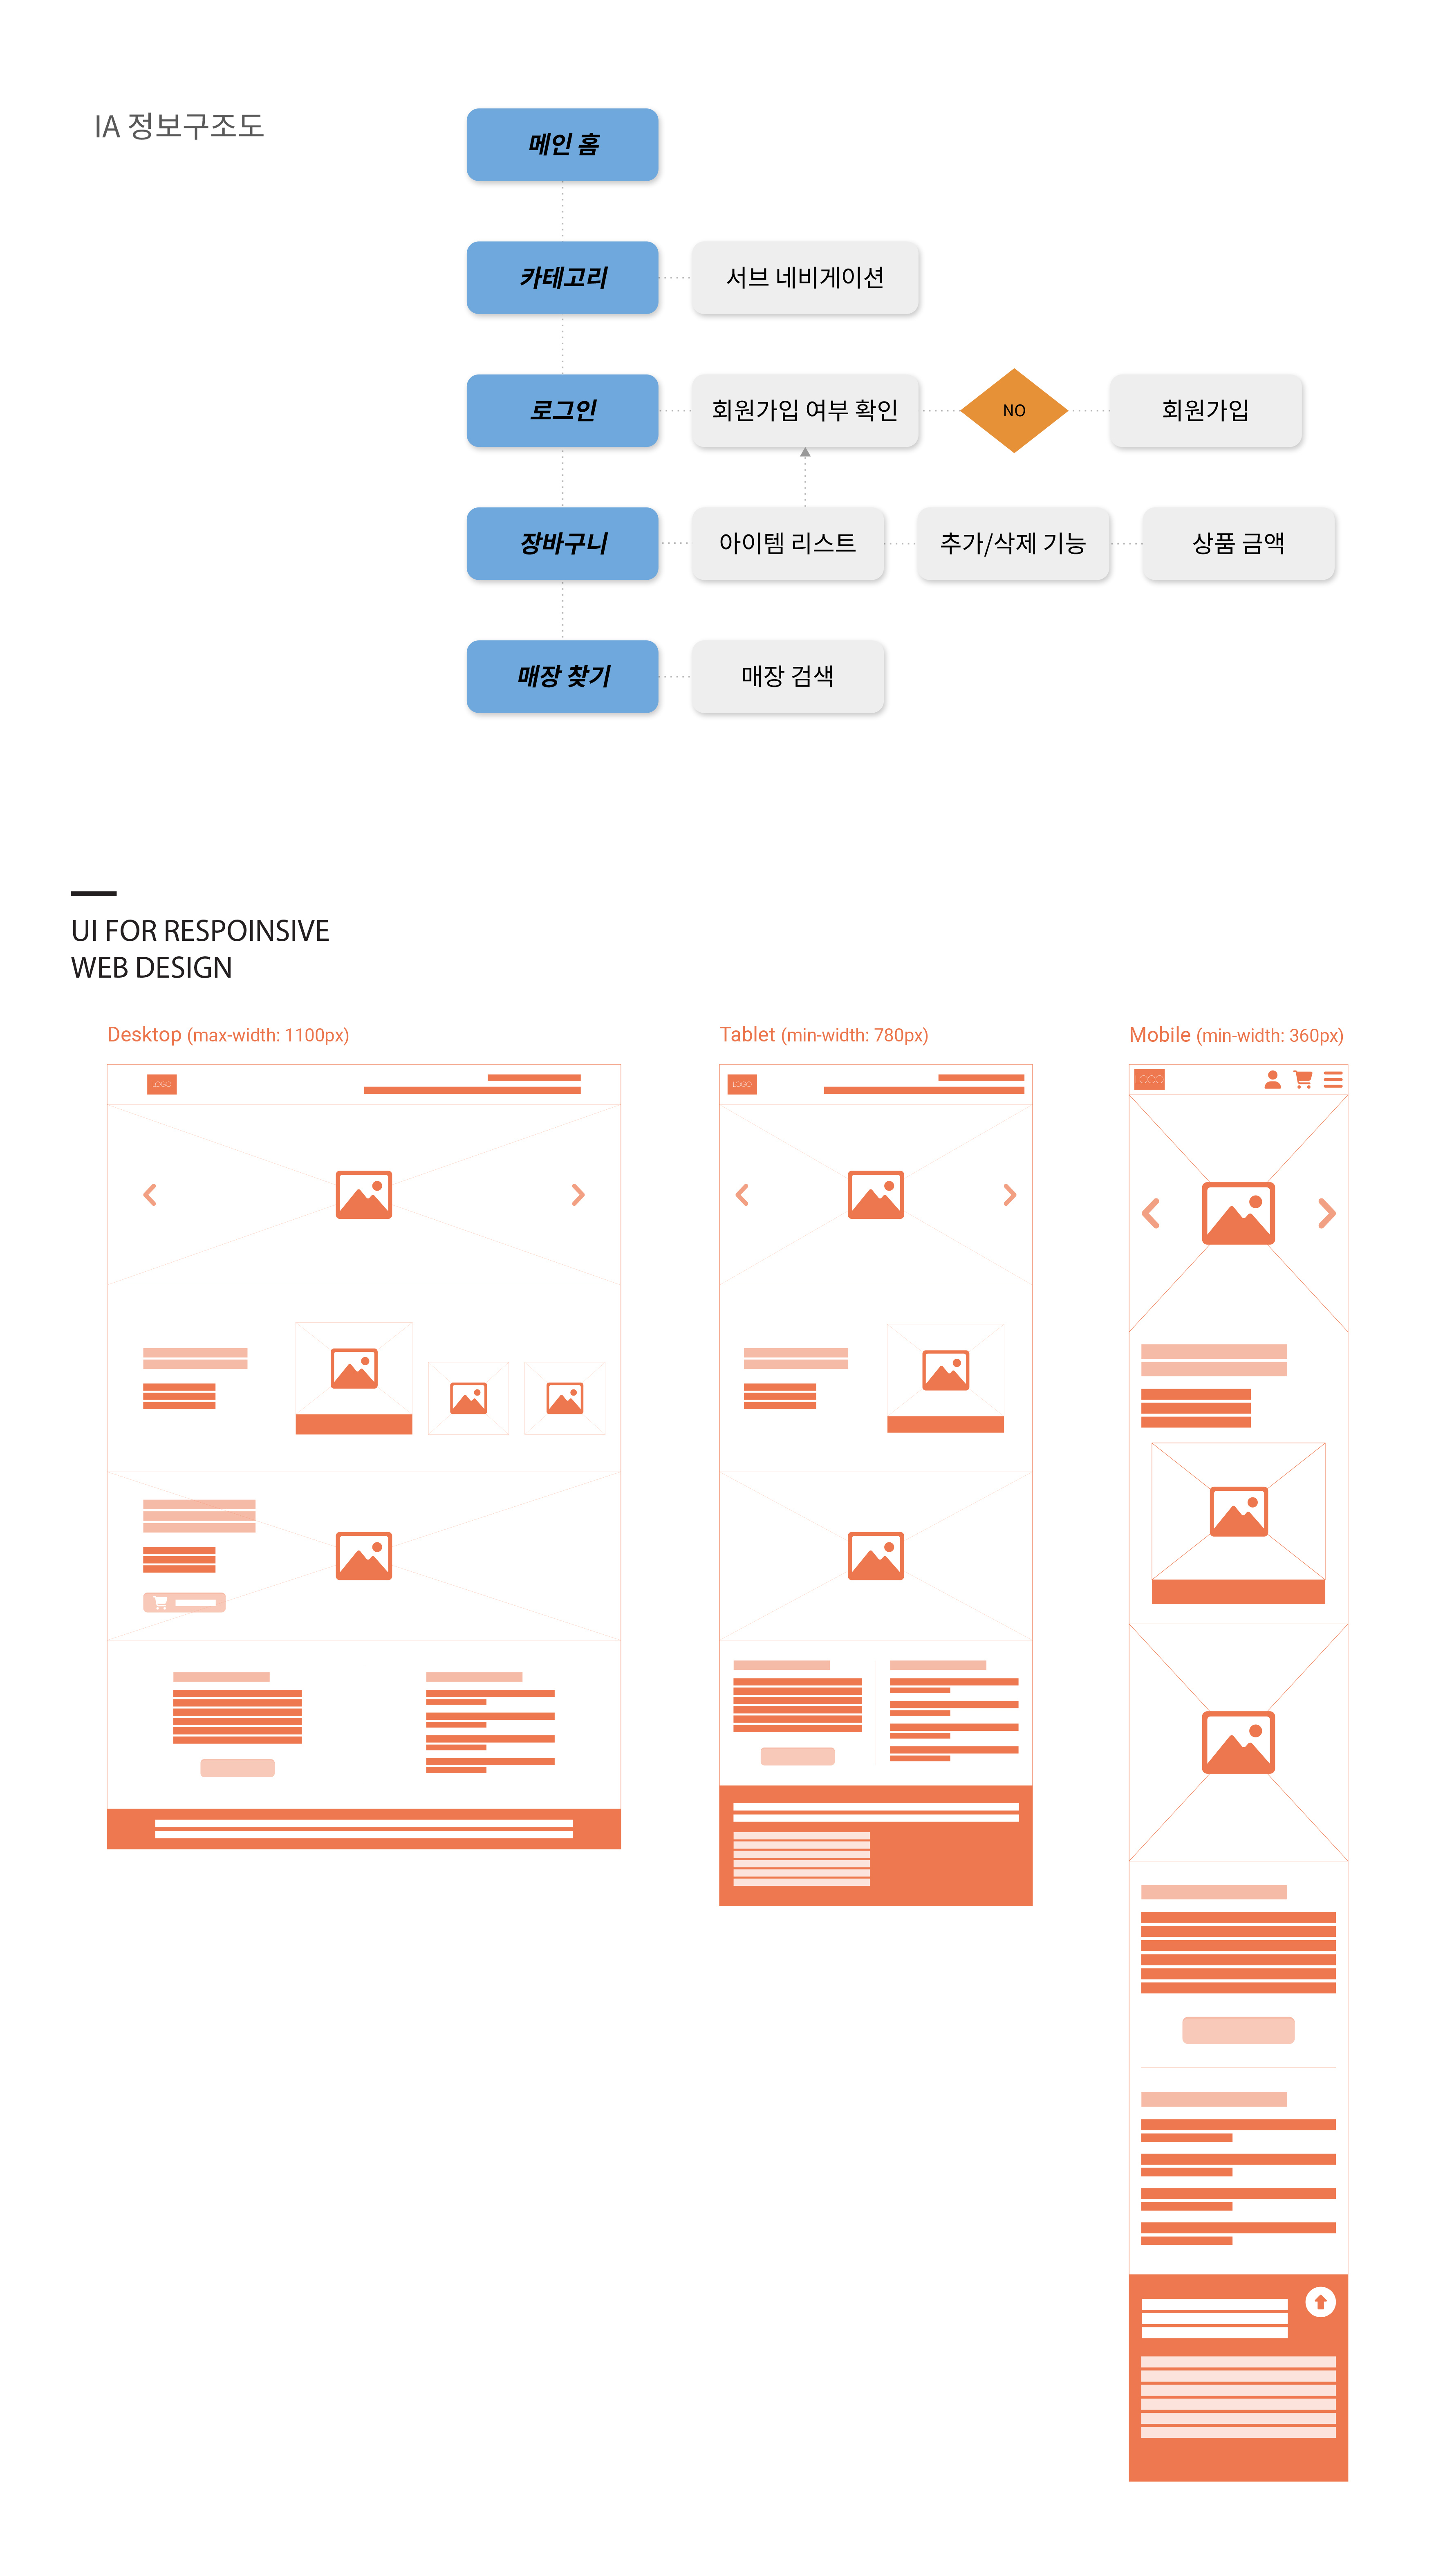 IA 정보구조도
메인 홈
카테고리
서브 네비게이션
로그인
회원가입 여부 확인
NO
회원가입
장바구니
아이템 리스트
추가/삭제 기능
상품 금액
매장 찾기
매장 검색
UI FOR RESPOINSIVE
WEB DESIGN
Desktop (max-width: 1100px)
Tablet (min-width: 780px)
Mobile (min-width: 360px)
LOGO
LOGO
LOGO